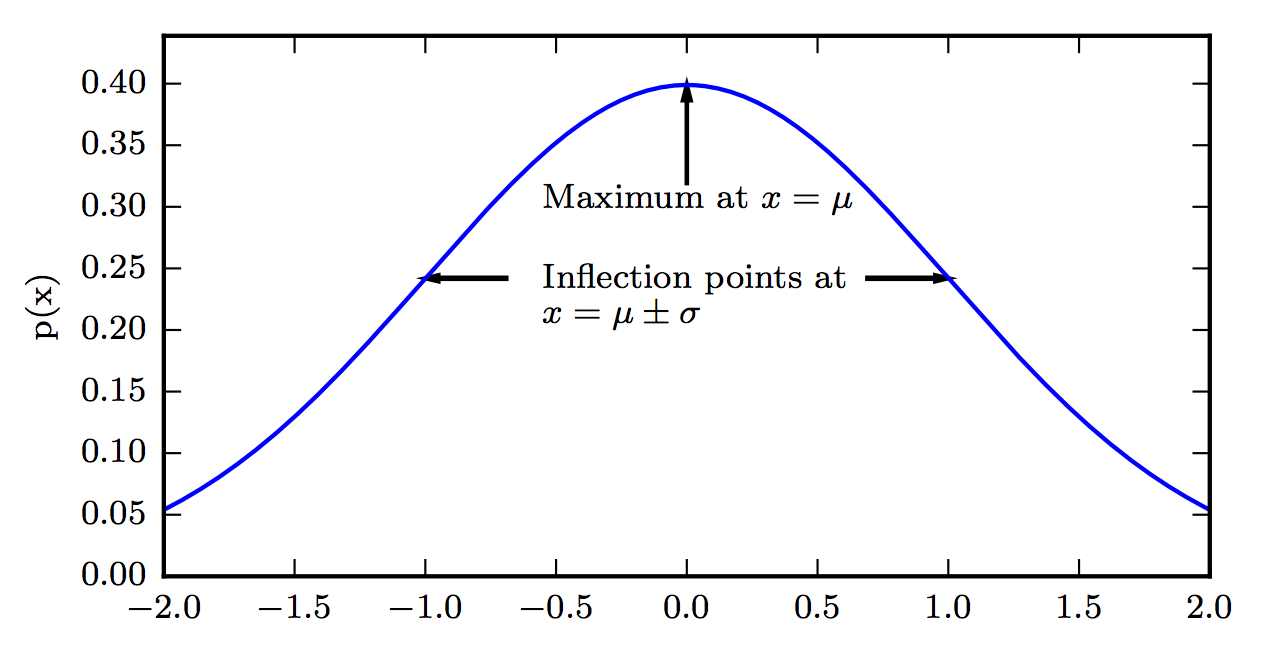 0.40
0.35
0.30
0.25
0.20
0.15
0.10
0.05
0.00
p(x)
Maximum at x = μ
Inflection points at
x = μ ± σ
−2.0 −1.5 −1.0 −0.5 0.0 0.5 1.0 1.5 2.0